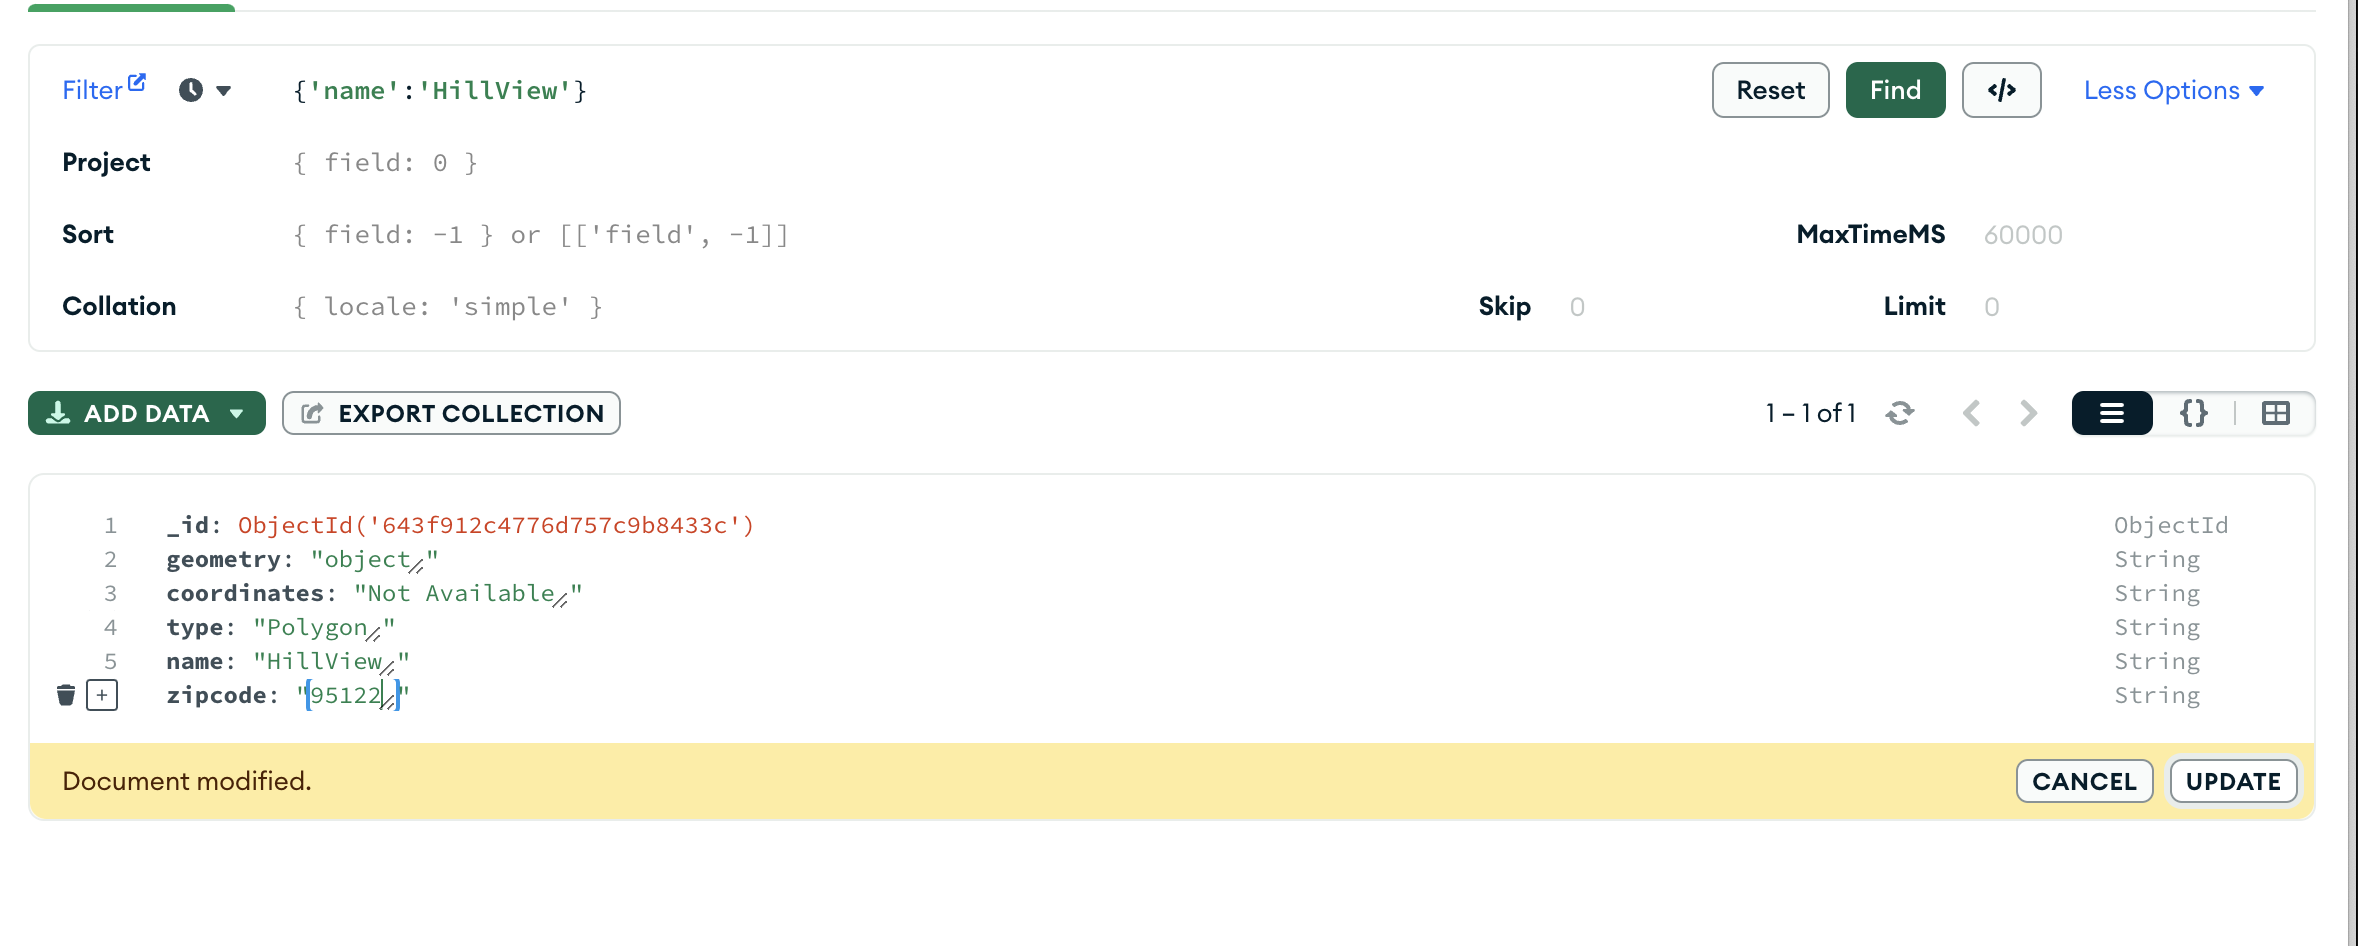 Filter {'name':'HillView'} Reset Find </> Less Options
Project { field: 0 }
Sort { field: -1 } or [['field', -1]] MaxTimeMS 60000
Collation { locale: 'simple' } Skip 0 Limit 0
ADD DATA EXPORT COLLECTION 1 – 1 of 1 {}
1 _id: ObjectId('643f912c4776d757c9b8433c') ObjectId
2 geometry: "object" String
3 coordinates: "Not Available" String
4 type: "Polygon" String
5 name: "HillView" String
+ zipcode: "95122" String
Document modified. CANCEL UPDATE